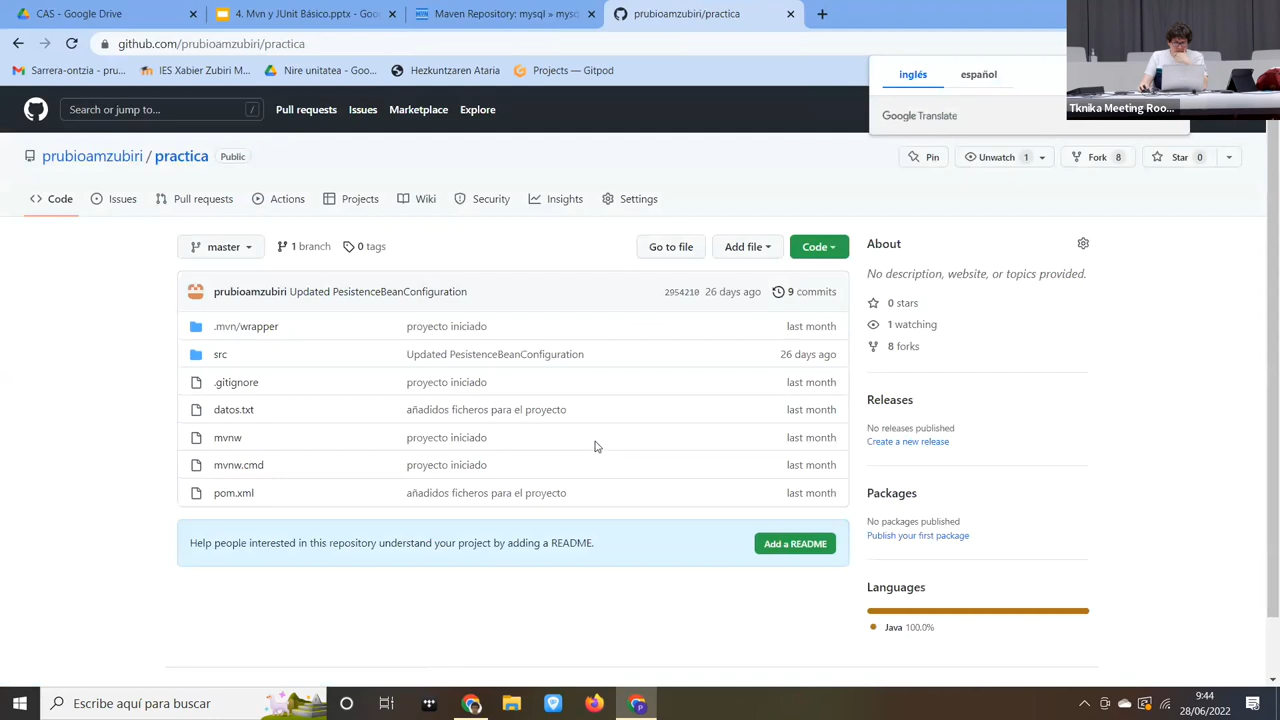 CAS - Google Drive
4. Mvn y Junit Básico.pptx - Goo
Maven Repository: mysql » myso
prubioamzubiri/practica
github.com/prubioamzubiri/practica
Sarrera-ontzia - pru...
IES Xabier Zubiri M...
Nire unitatea - Goo...
Hezkuntzaren Ataria
Projects — Gitpod
inglés español
Google Translate
Tknika Meeting Roo...
Search or jump to... /
Pull requests Issues Marketplace Explore
prubioamzubiri / practica Public
Pin
Unwatch 1
Fork 8
Star 0
Code Issues Pull requests Actions Projects Wiki Security Insights Settings
master 1 branch 0 tags Go to file Add file Code
prubioamzubiri Updated PesistenceBeanConfiguration 2954210 26 days ago 9 commits
.mvn/wrapper proyecto iniciado last month
src Updated PesistenceBeanConfiguration 26 days ago
.gitignore proyecto iniciado last month
datos.txt añadidos ficheros para el proyecto last month
mvnw proyecto iniciado last month
mvnw.cmd proyecto iniciado last month
pom.xml añadidos ficheros para el proyecto last month
Help people interested in this repository understand your project by adding a README. Add a README
About
No description, website, or topics provided.
0 stars
1 watching
8 forks
Releases
No releases published
Create a new release
Packages
No packages published
Publish your first package
Languages
Java 100.0%
Escribe aquí para buscar
9:44
28/06/2022